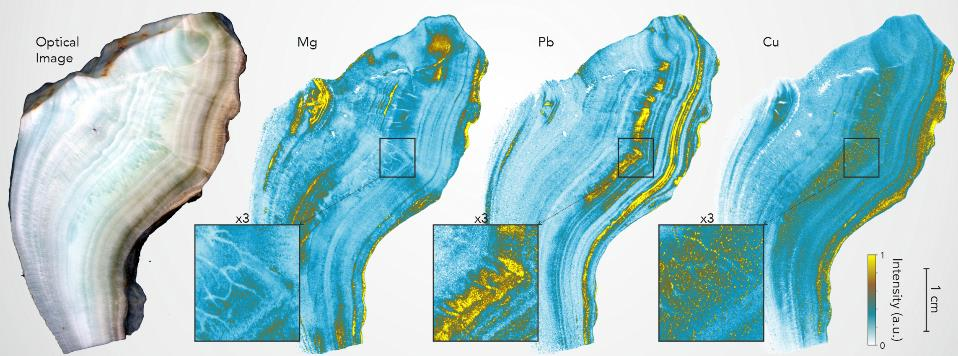 Optical
Image
Mg
Pb
Cu
x3
x3
x3
1
Intensity (a.u.)
0
1 cm